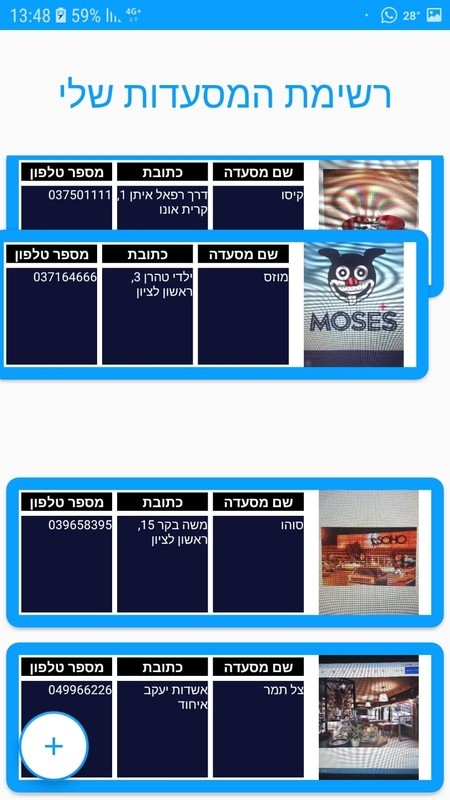 13:48 59% 4G+ 28°
רשימת המסעדות שלי
שם מסעדה כתובת מספר טלפון
קיסו דרך רפאל איתן 1, 037501111
קרית אונו
שם מסעדה כתובת מספר טלפון
מוזס ילדי טהרן 3, 037164666
ראשון לציון
MOSES
שם מסעדה כתובת מספר טלפון
סוהו משה בקר 15, 039658395
ראשון לציון
SOHO
שם מסעדה כתובת מספר טלפון
צל תמר אשדות יעקב 049966226
איחוד
+